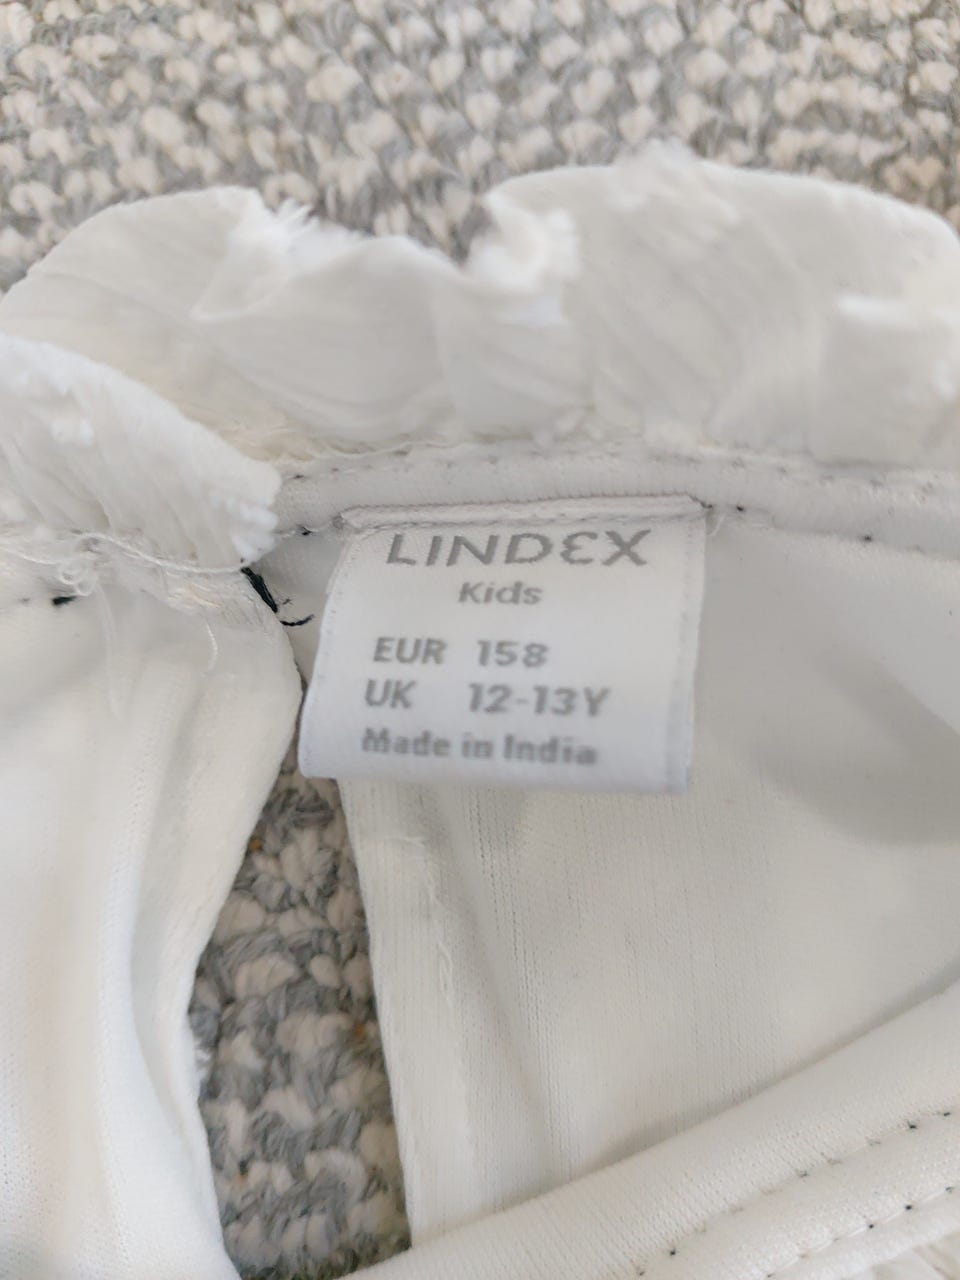 LINDEX
Kids
EUR 158
UK 12-13Y
Made in India